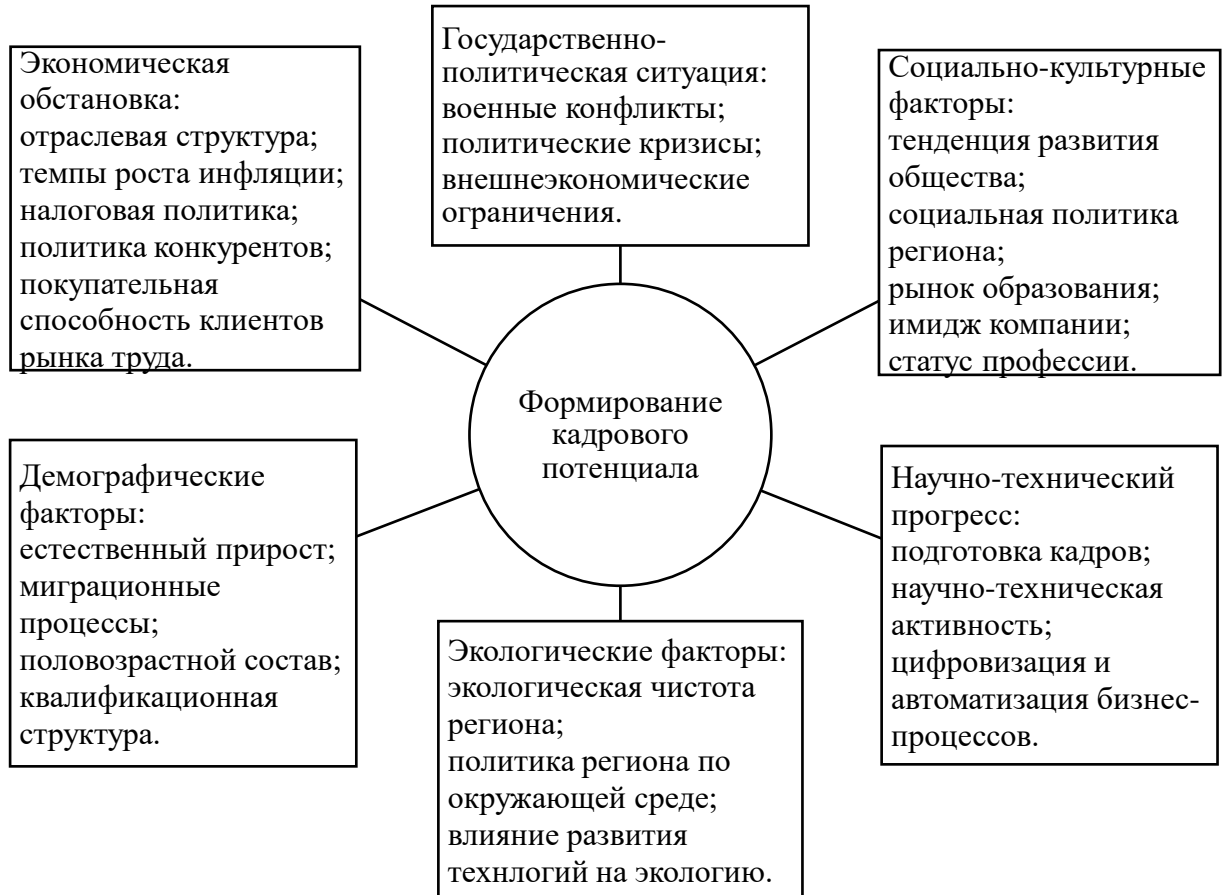 Экономическая
обстановка:
отраслевая структура;
темпы роста инфляции;
налоговая политика;
политика конкурентов;
покупательная
способность клиентов
рынка труда.
Государственно-
политическая ситуация:
военные конфликты;
политические кризисы;
внешнеэкономические
ограничения.
Социально-культурные
факторы:
тенденция развития
общества;
социальная политика
региона;
рынок образования;
имидж компании;
статус профессии.
Формирование
кадрового
потенциала
Демографические
факторы:
естественный прирост;
миграционные
процессы;
половозрастной состав;
квалификационная
структура.
Экологические факторы:
экологическая чистота
региона;
политика региона по
окружающей среде;
влияние развития
технлогий на экологию.
Научно-технический
прогресс:
подготовка кадров;
научно-техническая
активность;
цифровизация и
автоматизация бизнес-
процессов.